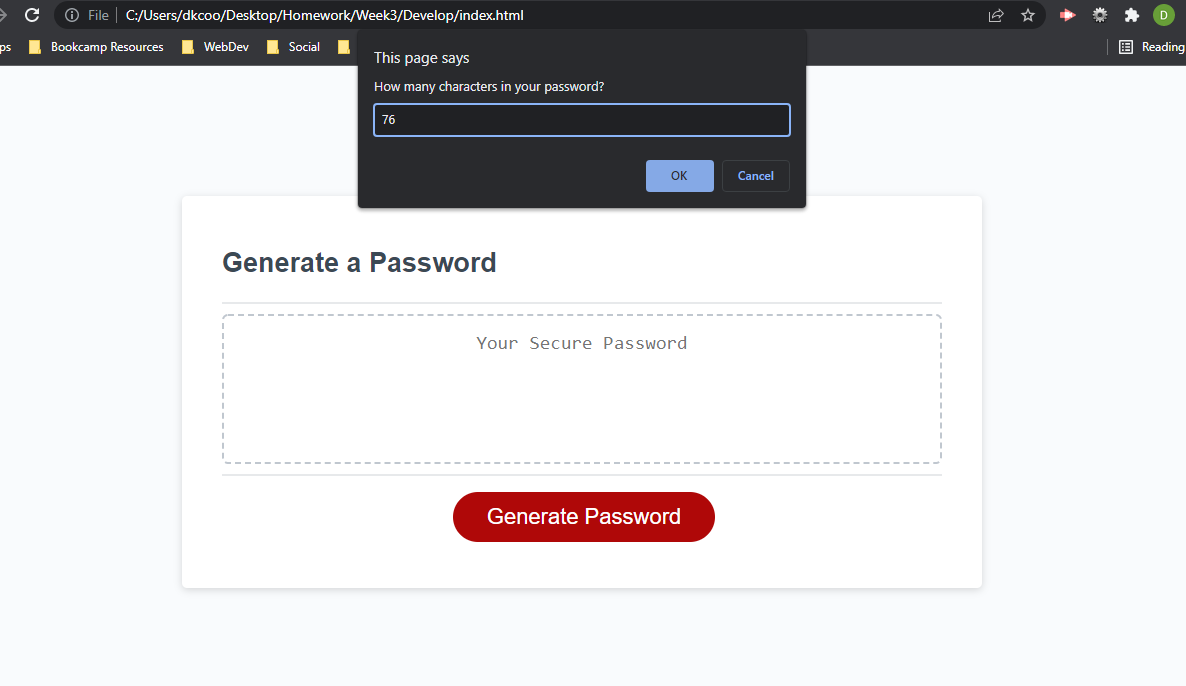 File C:/Users/dkcoo/Desktop/Homework/Week3/Develop/index.html
D
ps Bookcamp Resources WebDev Social Reading
This page says
How many characters in your password?
76
OK Cancel
Generate a Password
Your Secure Password
Generate Password